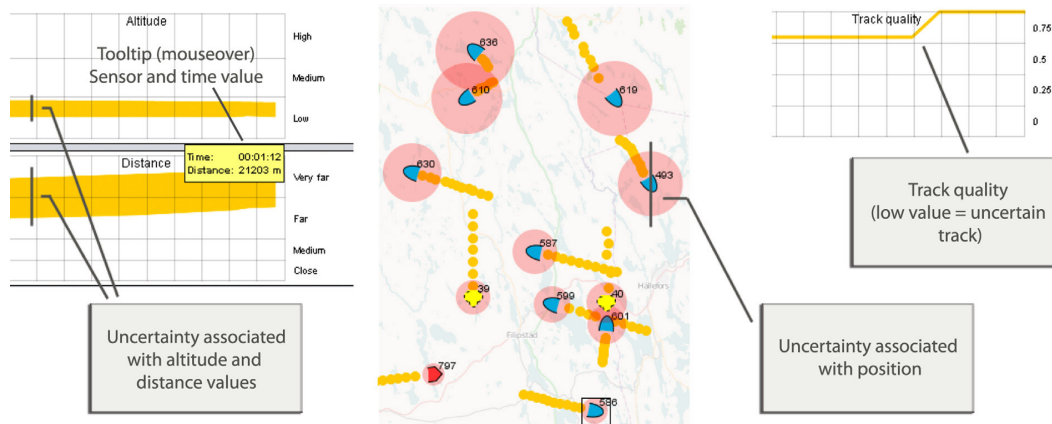 Altitude
High
Medium
Low
Tooltip (mouseover)
Sensor and time value
Distance
Time: 00:01:12
Distance: 21203 m
Very far
Far
Medium
Close
Uncertainty associated
with altitude and
distance values
636
610
619
630
493
587
39
599
40
601
Hällefors
Filipstad
797
586
Track quality
0.75
0.5
0.25
0
Track quality
(low value = uncertain
track)
Uncertainty associated
with position